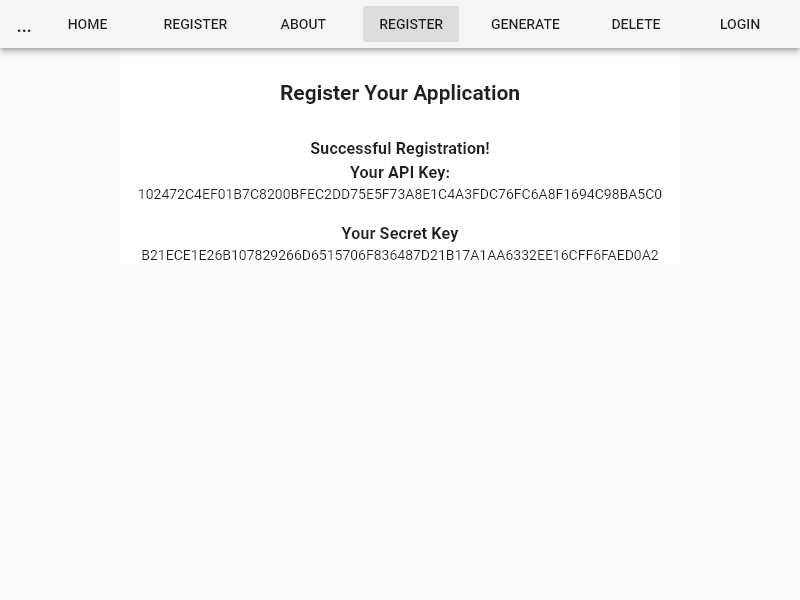 ... HOME REGISTER ABOUT REGISTER GENERATE DELETE LOGIN
Register Your Application
Successful Registration!
Your API Key:
102472C4EF01B7C8200BFEC2DD75E5F73A8E1C4A3FDC76FC6A8F1694C98BA5C0
Your Secret Key
B21ECE1E26B107829266D6515706F836487D21B17A1AA6332EE16CFF6FAED0A2